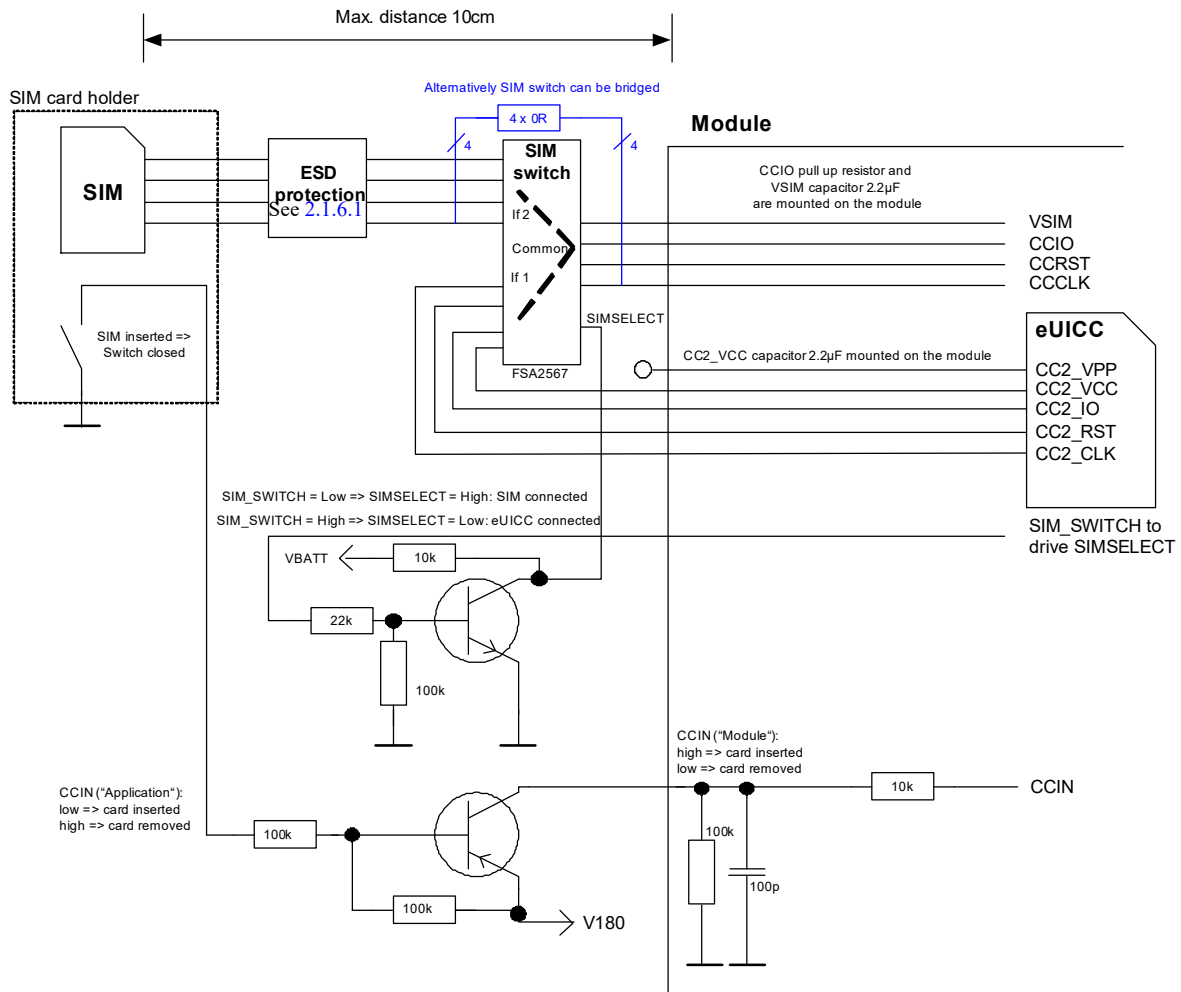 Max. distance 10cm
Alternatively SIM switch can be bridged
SIM card holder
4 x 0R
4
4
Module
SIM
ESD
protection
See 2.1.6.1
SIM
switch
If 2
Common
If 1
CCIO pull up resistor and
VSIM capacitor 2.2µF
are mounted on the module
VSIM
CCIO
CCRST
CCCLK
SIM inserted =>
Switch closed
SIMSELECT
FSA2567
CC2_VCC capacitor 2.2µF mounted on the module
eUICC
CC2_VPP
CC2_VCC
CC2_IO
CC2_RST
CC2_CLK
SIM_SWITCH = Low => SIMSELECT = High: SIM connected
SIM_SWITCH = High => SIMSELECT = Low: eUICC connected
SIM_SWITCH to
drive SIMSELECT
VBATT
10k
22k
100k
CCIN ("Module"):
high => card inserted
low => card removed
CCIN ("Application"):
low => card inserted
high => card removed
100k
100k
V180
10k
CCIN
100k
100p